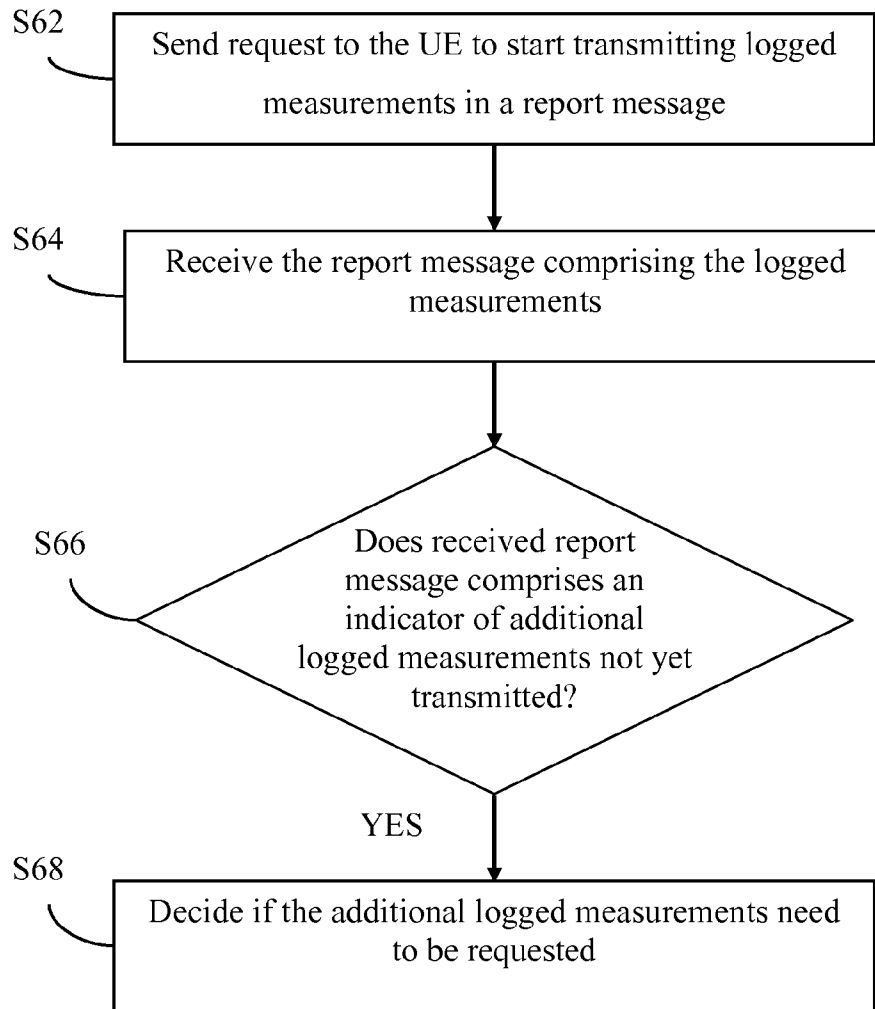 S62
Send request to the UE to start transmitting logged
measurements in a report message
S64
Receive the report message comprising the logged
measurements
S66
Does received report
message comprises an
indicator of additional
logged measurements not yet
transmitted?
YES
S68
Decide if the additional logged measurements need
to be requested